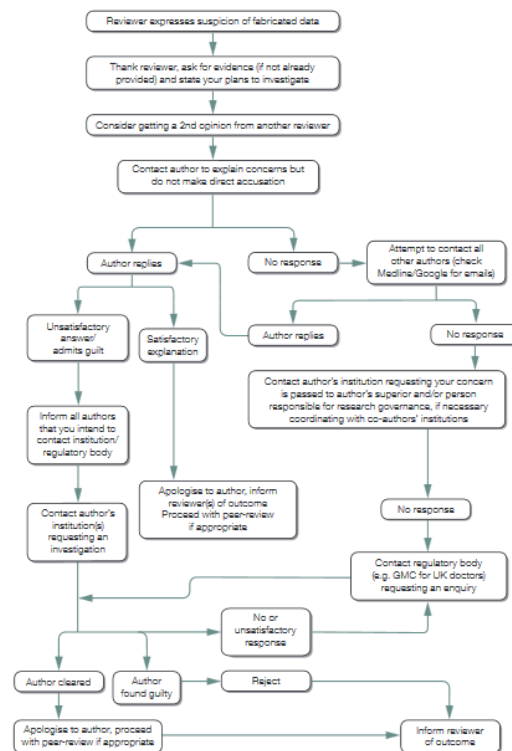 Reviewer expresses suspicion of fabricated data
Thank reviewer, ask for evidence (if not
already provided) and state your plans to investigate
Consider getting a 2nd opinion from another reviewer
Contact author to explain concerns but
do not make direct accusation
Author replies
No response
Attempt to contact all
other authors (check
Medline/Google for emails)
Author replies
No response
Unsatisfactory
answer/
admits guilt
Satisfactory
explanation
Contact author's institution requesting your concern
is passed to author's superior and/or person
responsible for research governance, if necessary
coordinating with co-authors' institutions
Inform all authors
that you intend to
contact institution/
regulatory body
Apologise to author, inform
reviewer(s) of outcome
Proceed with peer-review
if appropriate
Contact author's
institution(s)
requesting an
investigation
No response
Contact regulatory body
(e.g. GMC for UK doctors)
requesting an enquiry
No or
unsatisfactory
response
Author cleared
Author
found guilty
Reject
Apologise to author, proceed
with peer-review if appropriate
Inform reviewer
of outcome